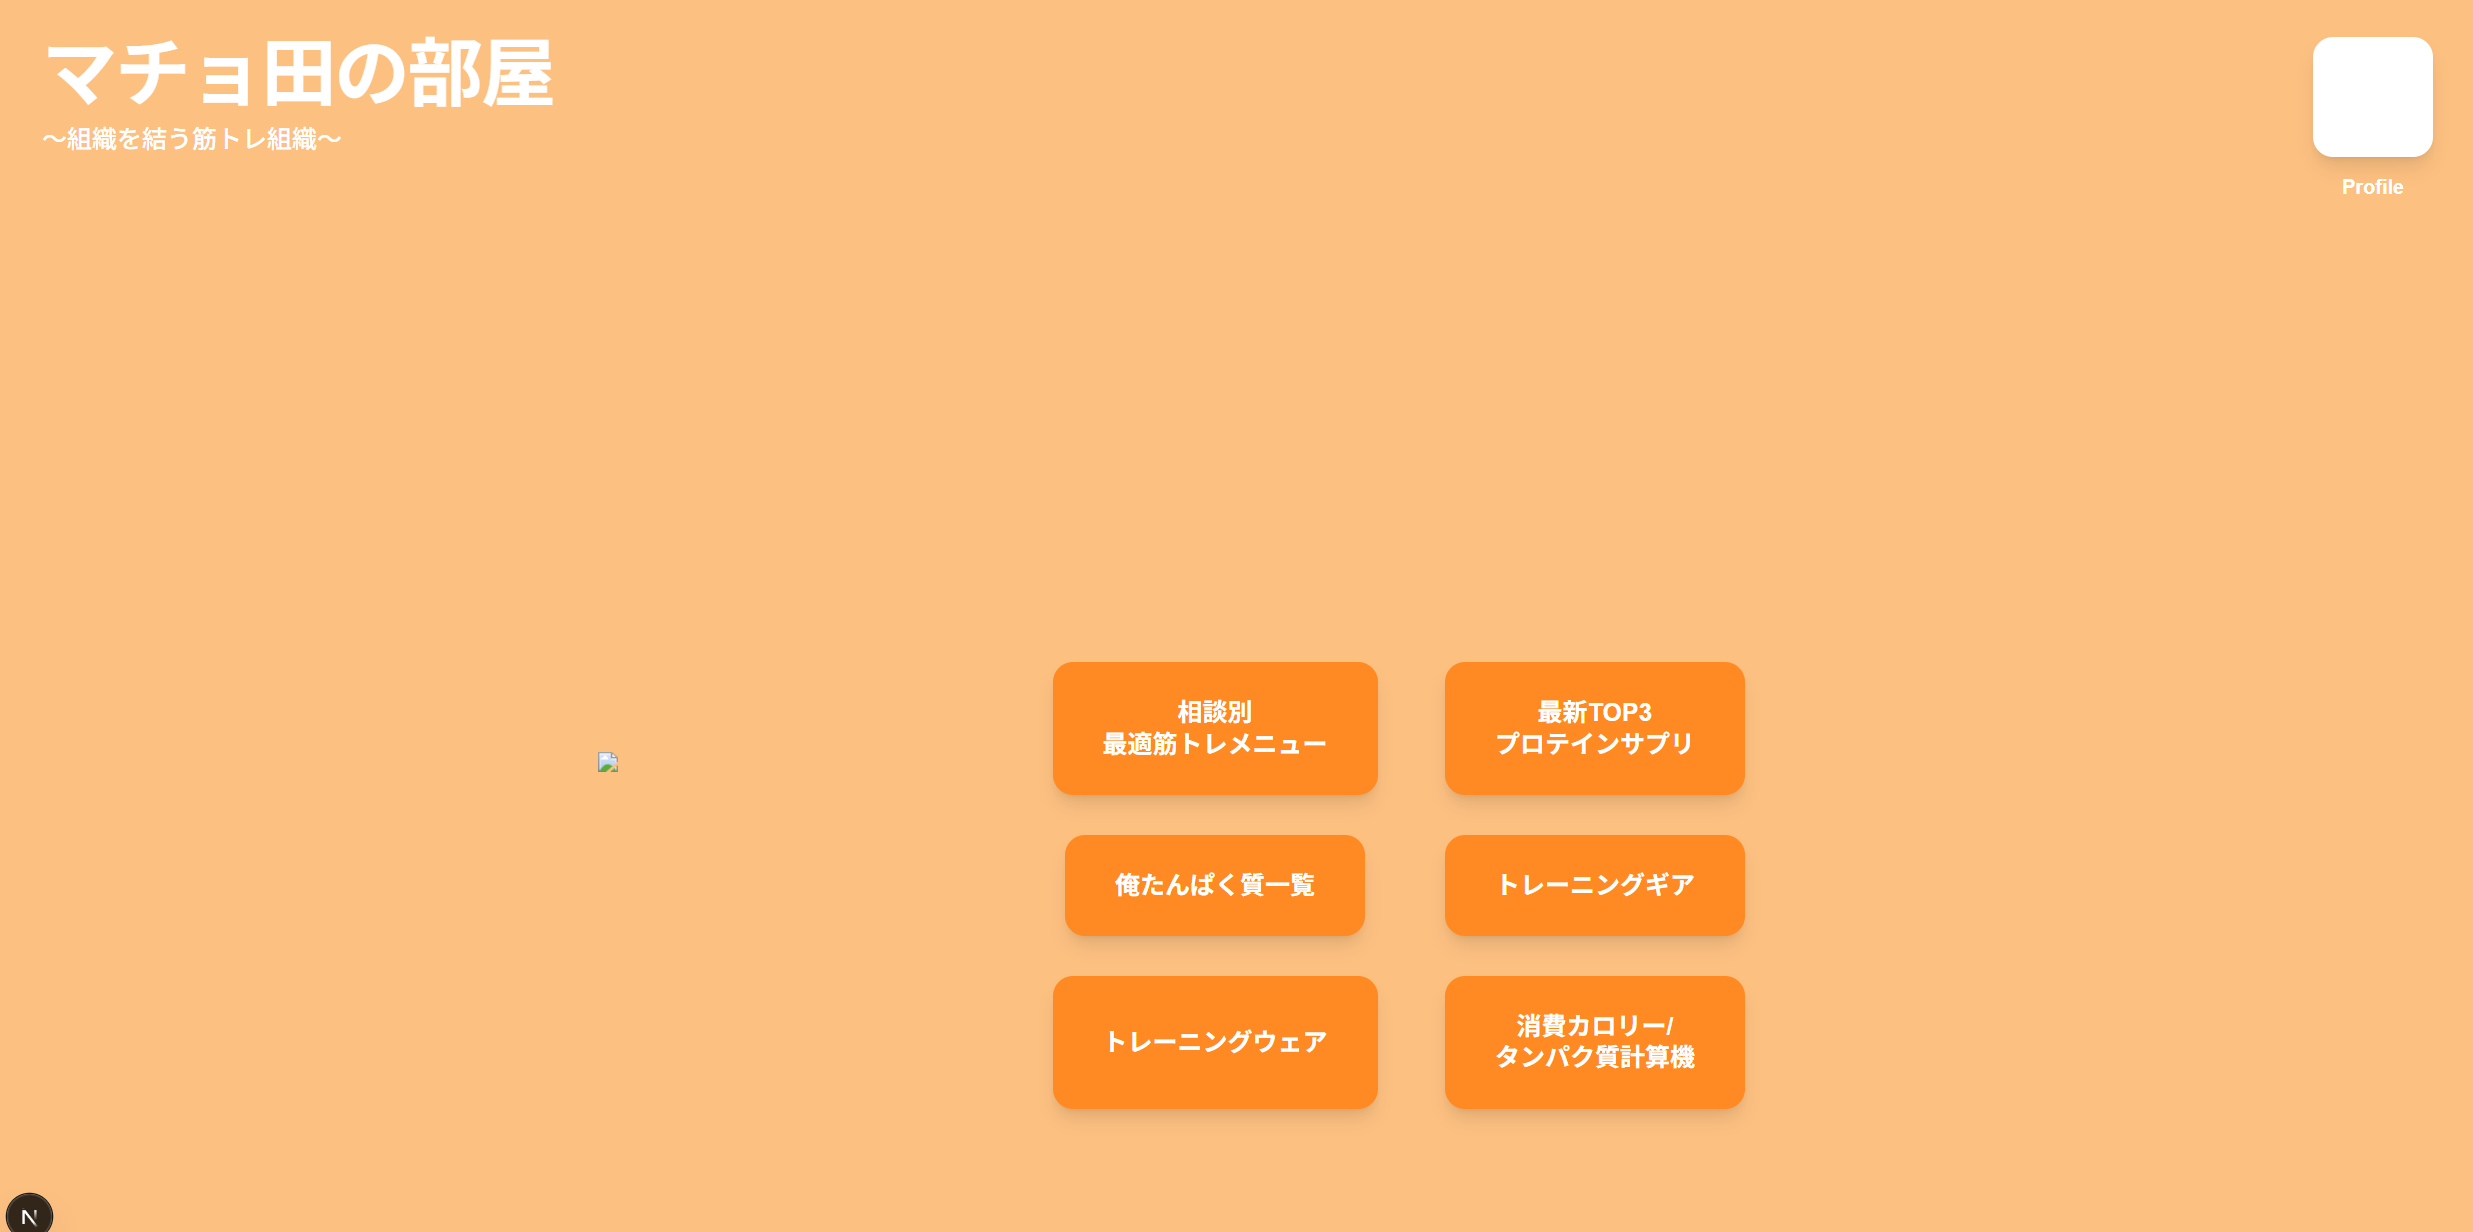 マチョ田の部屋
～組織を結う筋トレ組織～
Profile
相談別
最適筋トレメニュー
最新TOP3
プロテインサプリ
俺たんぱく質一覧
トレーニングギア
トレーニングウェア
消費カロリー/
タンパク質計算機
N